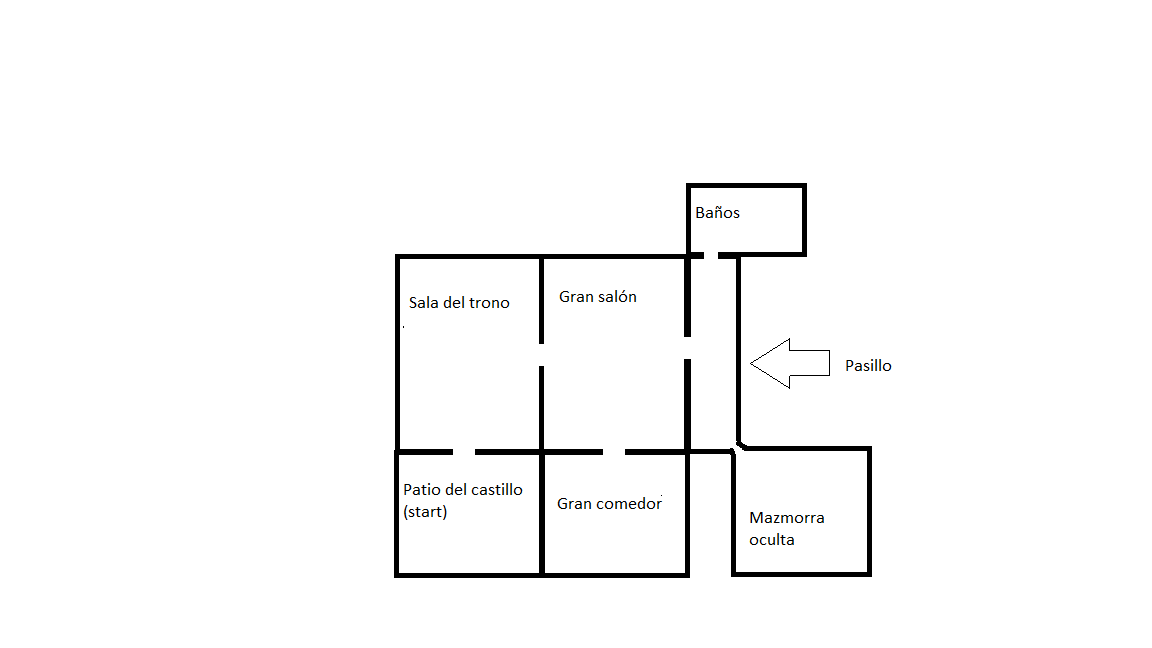 Baños
Sala del trono
Gran salón
Pasillo
Patio del castillo
(start)
Gran comedor
Mazmorra
oculta